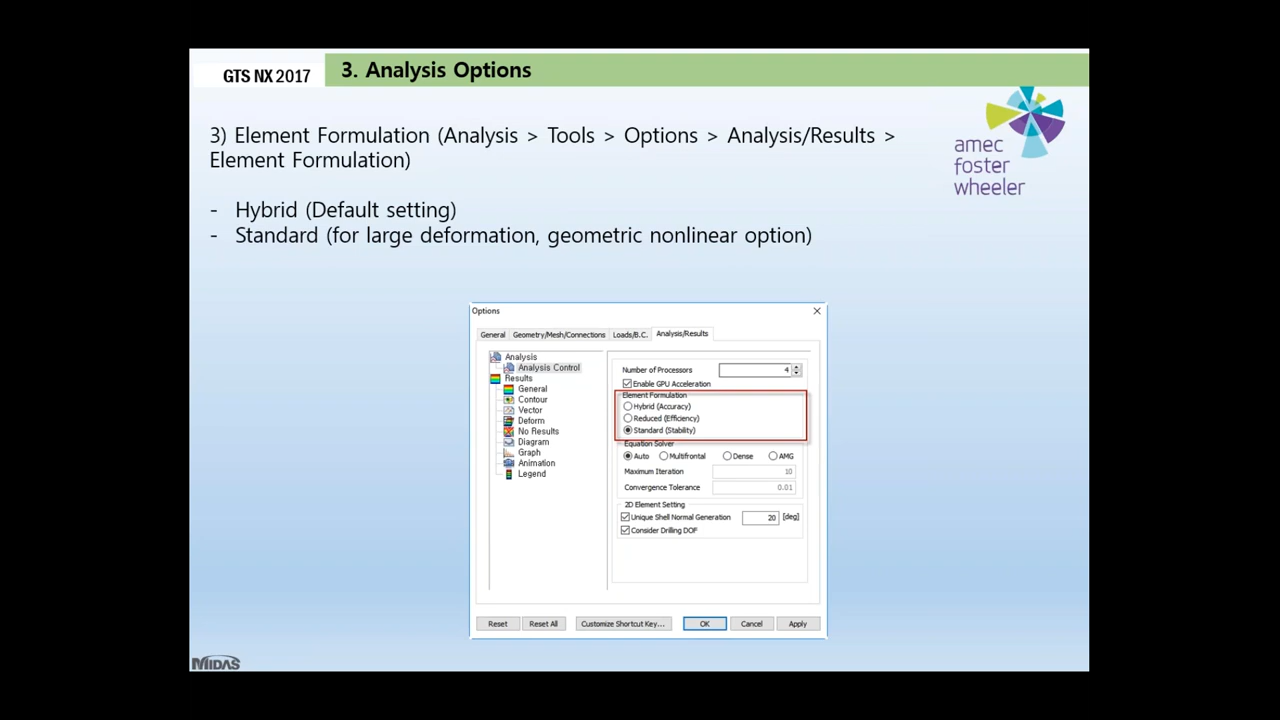 GTS NX 2017
3. Analysis Options
amec
foster
wheeler
3) Element Formulation (Analysis > Tools > Options > Analysis/Results >
Element Formulation)
- Hybrid (Default setting)
- Standard (for large deformation, geometric nonlinear option)
Options
General Geometry/Mesh/Connections Loads/B.C. Analysis/Results
Analysis
Analysis Control
Results
General
Contour
Vector
Deform
No Results
Diagram
Graph
Animation
Legend
Number of Processors 4
Enable GPU Acceleration
Element Formulation
Hybrid (Accuracy)
Reduced (Efficiency)
Standard (Stability)
Equation Solver
Auto Multifrontal Dense AMG
Maximum Iteration 10
Convergence Tolerance 0.01
2D Element Setting
Unique Shell Normal Generation 20 [deg]
Consider Drilling DOF
Reset Reset All Customize Shortcut Key... OK Cancel Apply
MIDAS